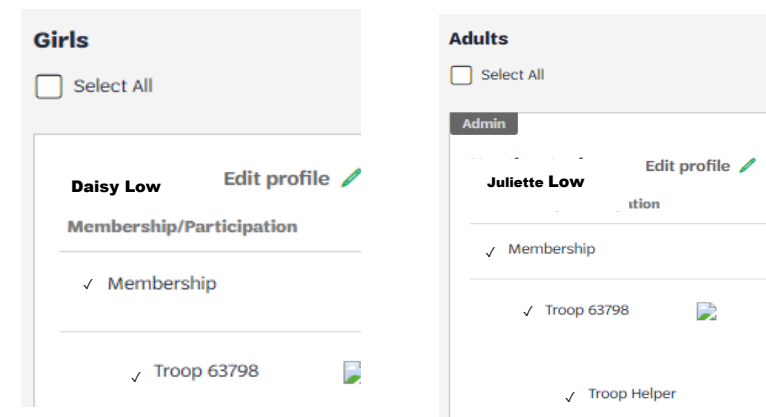 Girls
Select All
Daisy Low
Edit profile
Membership/Participation
✓ Membership
✓ Troop 63798
Adults
Select All
Admin
Edit profile
Juliette Low
✓ Membership
✓ Troop 63798
✓ Troop Helper